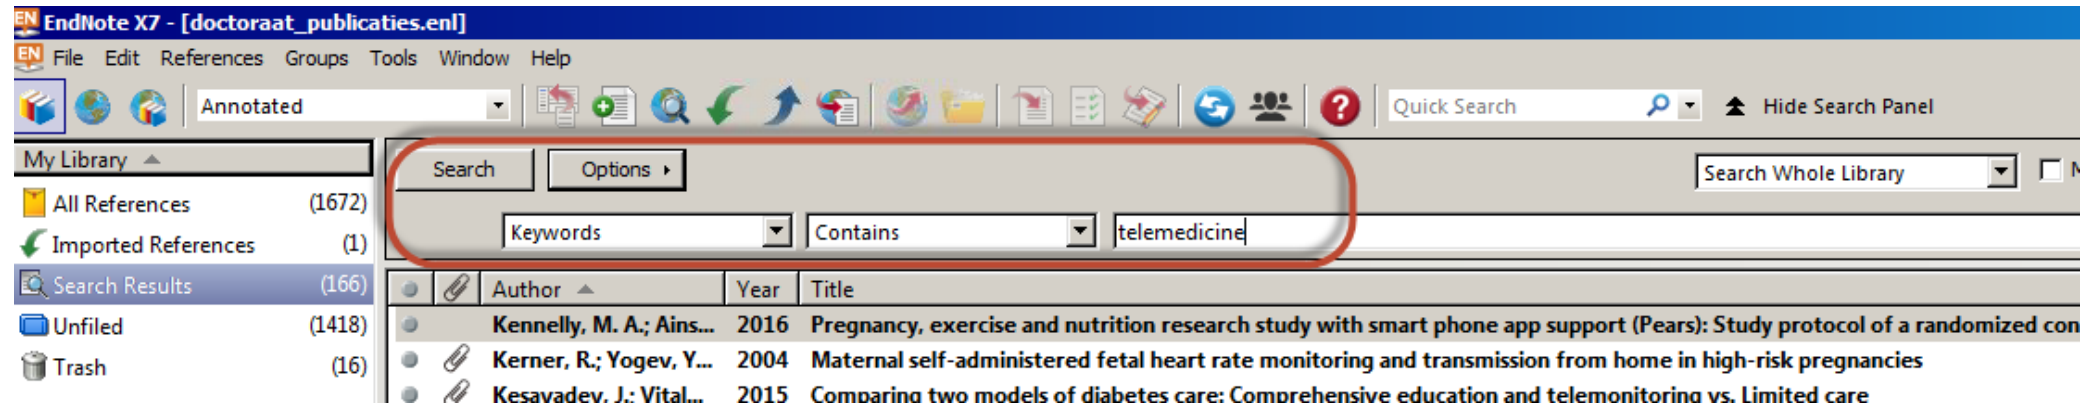 EN EndNote X7 - [doctoraat_publicaties.enl]
EN File Edit References Groups Tools Window Help
Annotated Quick Search Hide Search Panel
My Library
Search Options Search Whole Library
All References (1672)
Keywords Contains telemedicine
Imported References (1)
Search Results (166)
Author Year Title
Unfiled (1418)
Kennelly, M. A.; Ains... 2016 Pregnancy, exercise and nutrition research study with smart phone app support (Pears): Study protocol of a randomized con
Trash (16)
Kerner, R.; Yogev, Y... 2004 Maternal self-administered fetal heart rate monitoring and transmission from home in high-risk pregnancies
Kesavadev, J.; Vital... 2015 Comparing two models of diabetes care: Comprehensive education and telemonitoring vs. Limited care